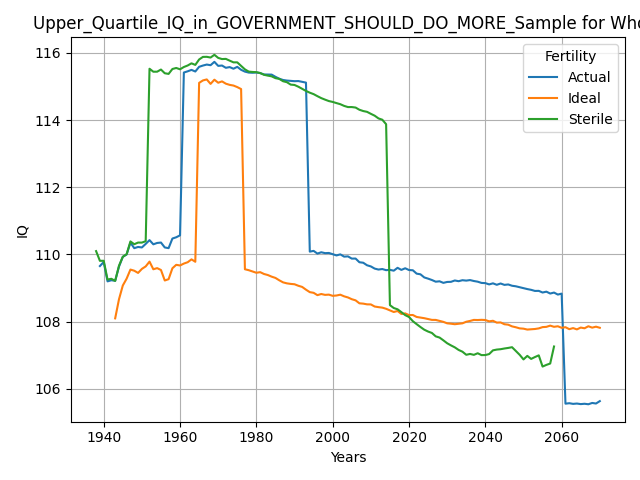 Upper_Quartile_IQ_in_GOVERNMENT_SHOULD_DO_MORE_Sample for Who
116
114
112
110
108
106
IQ
Fertility
Actual
Ideal
Sterile
1940
1960
1980
2000
2020
2040
2060
Years